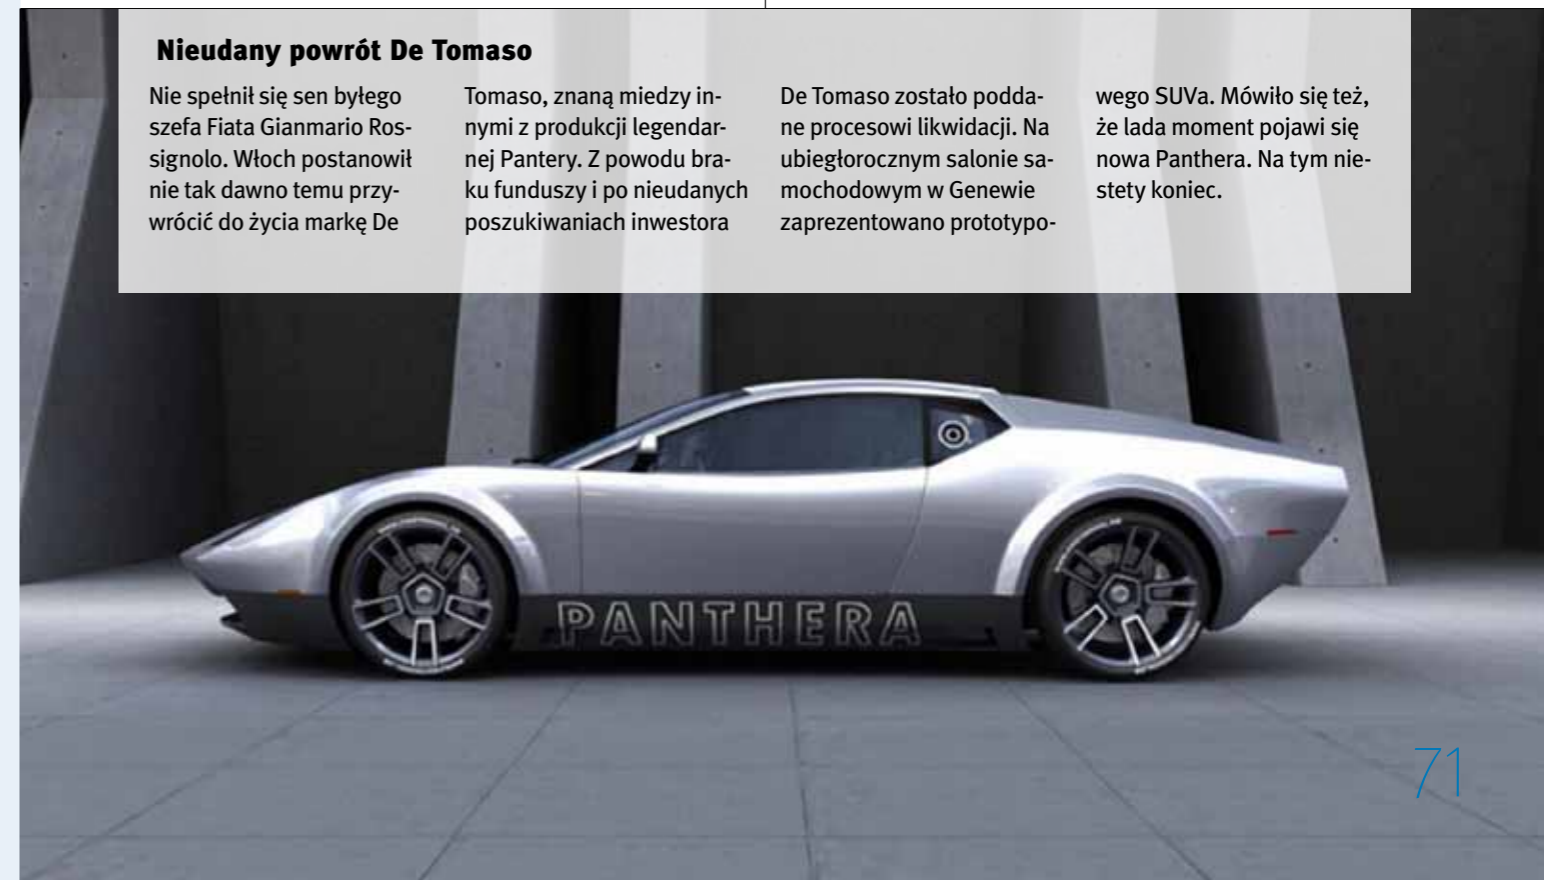 Nieudany powrót De Tomaso
Nie spełnił się sen byłego
szefa Fiata Gianmario Ros-
signolo. Włoch postanowił
nie tak dawno temu przy-
wrócić do życia markę De
Tomaso, znaną miedzy in-
nymi z produkcji legendar-
nej Pantery. Z powodu bra-
ku funduszy i po nieudanych
poszukiwaniach inwestora
De Tomaso zostało podda-
ne procesowi likwidacji. Na
ubiegłorocznym salonie sa-
mochodowym w Genewie
zaprezentowano prototypo-
wego SUVa. Mówiło się też,
że lada moment pojawi się
nowa Panthera. Na tym nie-
stety koniec.
PANTHERA
71